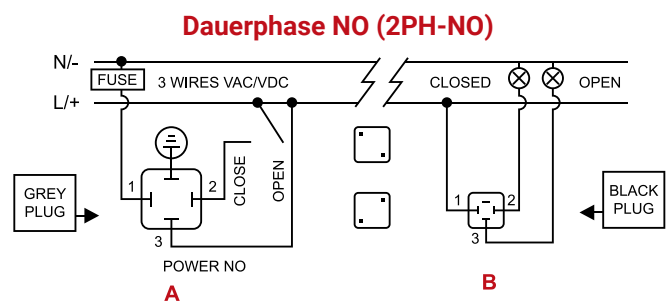 Dauerphase NO (2PH-NO)
N/-
FUSE
3 WIRES VAC/VDC
CLOSED
OPEN
L/+
CLOSE
OPEN
GREY
PLUG
1
2
3
POWER NO
A
1
2
3
B
BLACK
PLUG